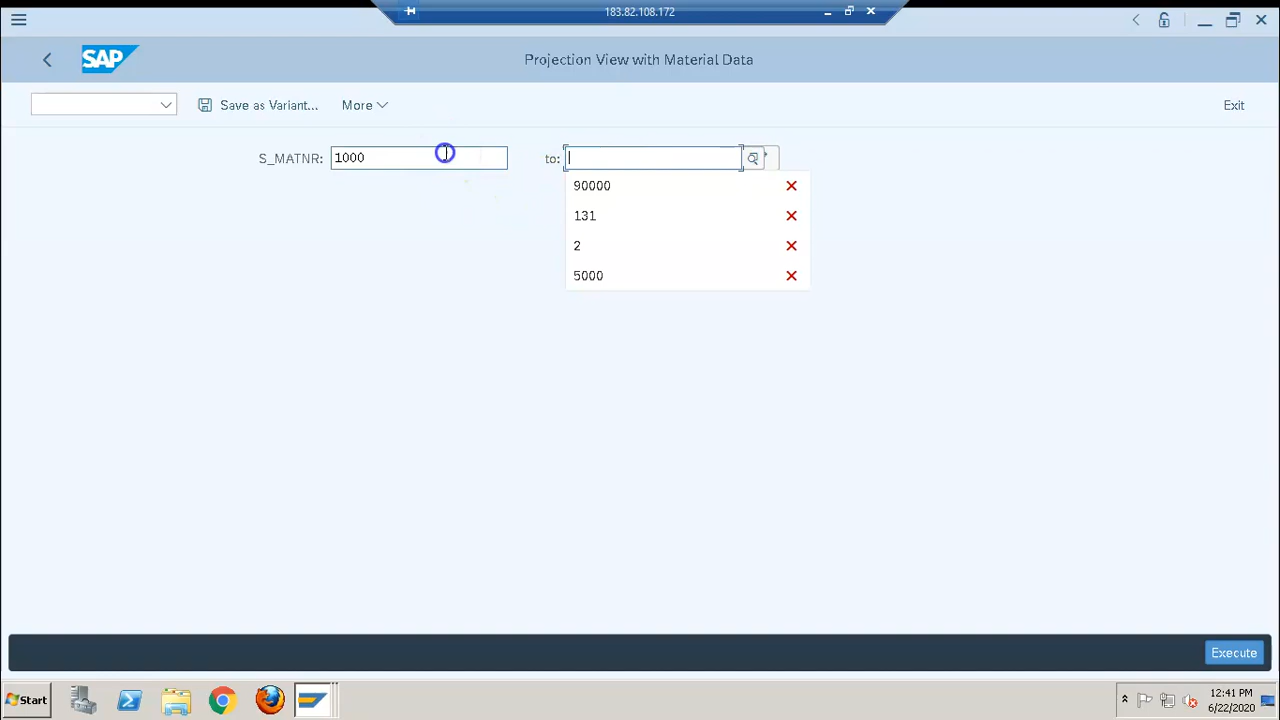 183.82.108.172
SAP
Projection View with Material Data
Save as Variant...
More
Exit
S_MATNR: 1000 to:
90000
131
2
5000
Execute
Start
12:41 PM
6/22/2020